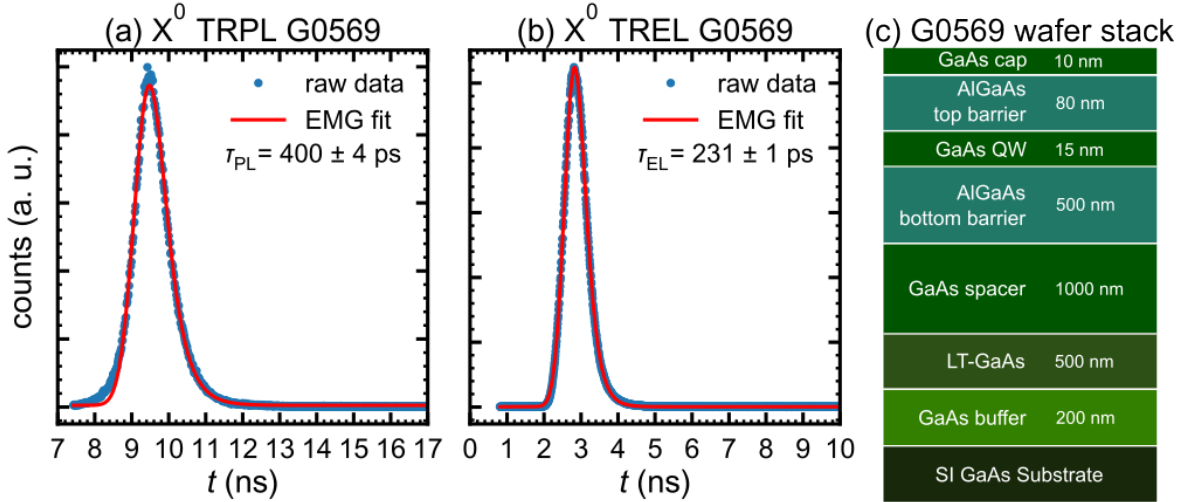 (a) X⁰ TRPL G0569
raw data
EMG fit
τPL = 400 ± 4 ps
counts (a. u.)
7 8 9 10 11 12 13 14 15 16 17
t (ns)
(b) X⁰ TREL G0569
raw data
EMG fit
τEL = 231 ± 1 ps
0 1 2 3 4 5 6 7 8 9 10
t (ns)
(c) G0569 wafer stack
GaAs cap 10 nm
AlGaAs
top barrier 80 nm
GaAs QW 15 nm
AlGaAs
bottom barrier 500 nm
GaAs spacer 1000 nm
LT-GaAs 500 nm
GaAs buffer 200 nm
SI GaAs Substrate